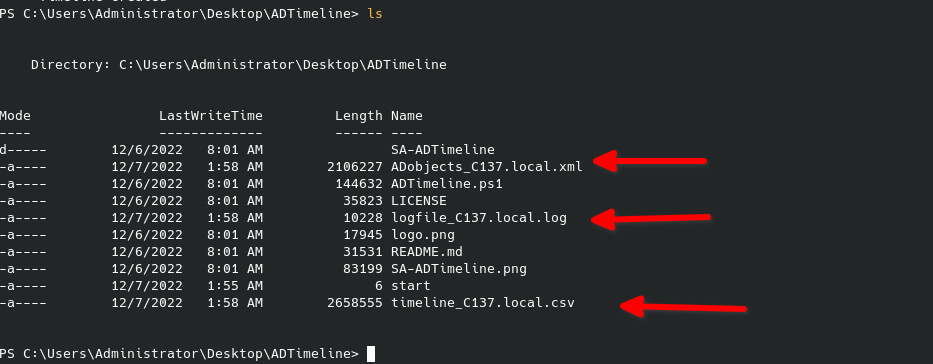 PS C:\Users\Administrator\Desktop\ADTimeline> ls
Directory: C:\Users\Administrator\Desktop\ADTimeline
Mode LastWriteTime Length Name
---- ------------- ------ ----
d----- 12/6/2022 8:01 AM SA-ADTimeline
-a---- 12/7/2022 1:58 AM 2106227 ADobjects_C137.local.xml
-a---- 12/6/2022 8:01 AM 144632 ADTimeline.ps1
-a---- 12/6/2022 8:01 AM 35823 LICENSE
-a---- 12/7/2022 1:58 AM 10228 logfile_C137.local.log
-a---- 12/6/2022 8:01 AM 17945 logo.png
-a---- 12/6/2022 8:01 AM 31531 README.md
-a---- 12/6/2022 8:01 AM 83199 SA-ADTimeline.png
-a---- 12/7/2022 1:55 AM 6 start
-a---- 12/7/2022 1:58 AM 2658555 timeline_C137.local.csv
PS C:\Users\Administrator\Desktop\ADTimeline>